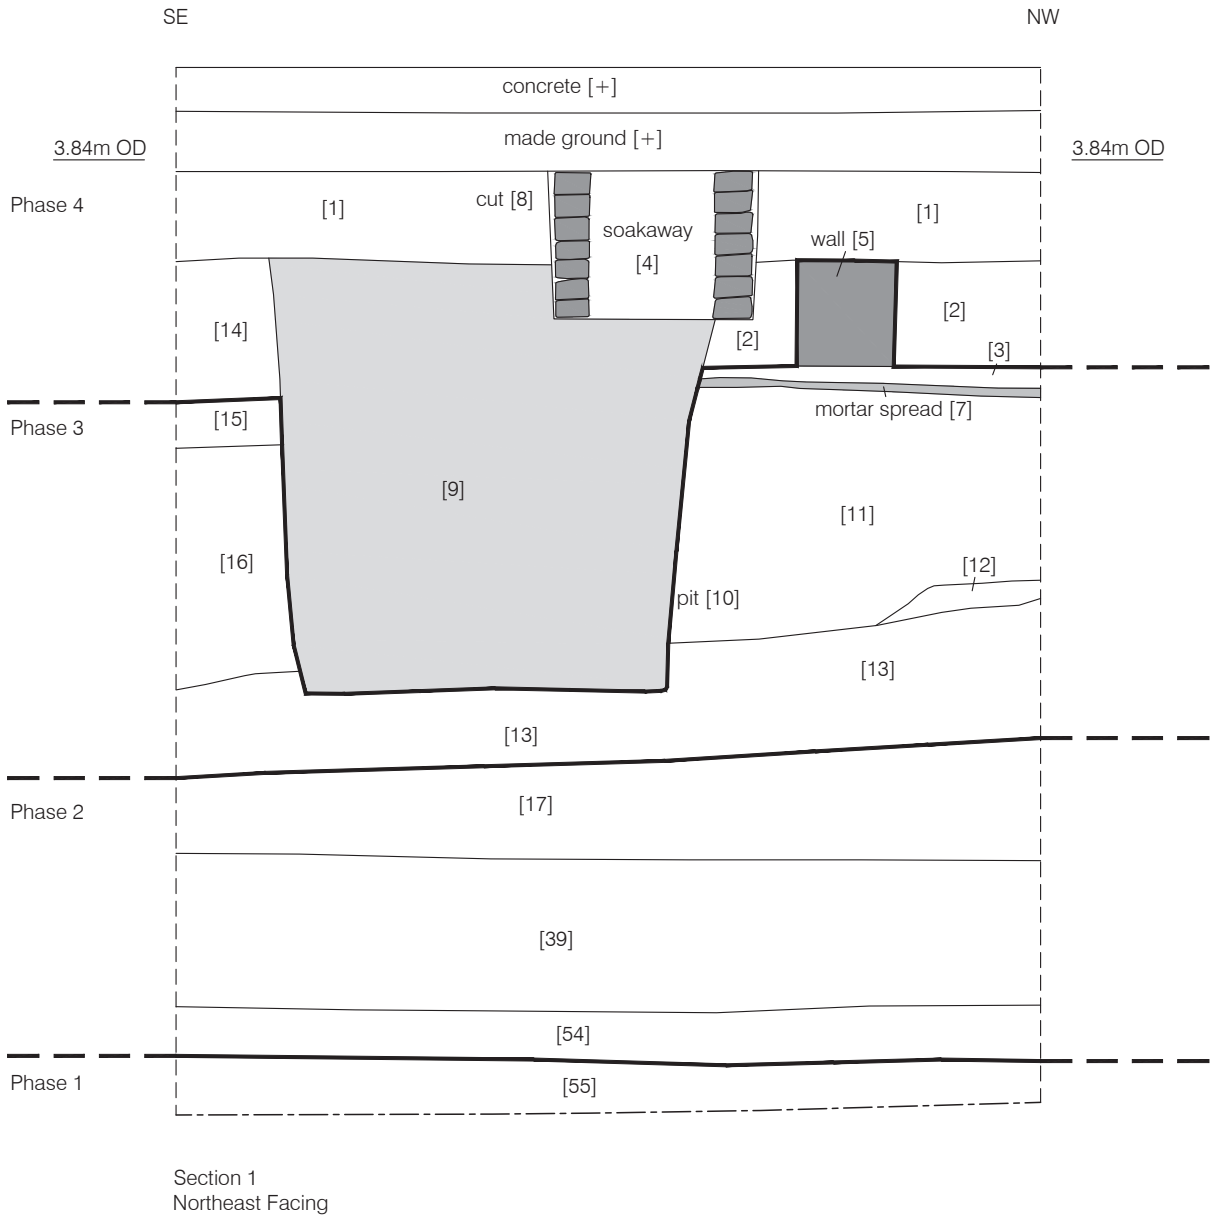 SE
NW
concrete [+]
made ground [+]
3.84m OD
3.84m OD
Phase 4
[1]
cut [8]
soakaway
[4]
[1]
wall [5]
[14]
[2]
[2]
[3]
Phase 3
[15]
mortar spread [7]
[9]
[11]
[16]
[12]
pit [10]
[13]
[13]
Phase 2
[17]
[39]
[54]
Phase 1
[55]
Section 1
Northeast Facing